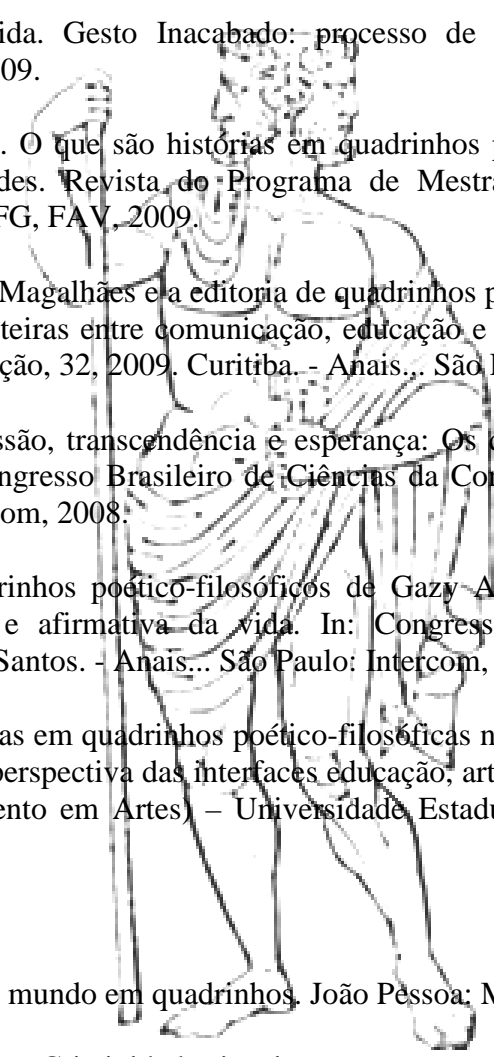 ida. Gesto Inacabado: processo de
09.
. O que são histórias em quadrinhos p
des. Revista do Programa de Mestra
FG, FAV, 2009.
Magalhães e a editoria de quadrinhos p
teiras entre comunicação, educação e
ção, 32, 2009. Curitiba. - Anais... São
ssão, transcendência e esperança: Os
ngresso Brasileiro de Ciências da Co
om, 2008.
rinhos poético-filosóficos de Gazy A
e afirmativa da vida. In: Congress
Santos. - Anais... São Paulo: Intercom,
as em quadrinhos poético-filosóficas n
perspectiva das interfaces educação, art
ento em Artes) – Universidade Estadu
mundo em quadrinhos. João Pessoa: M